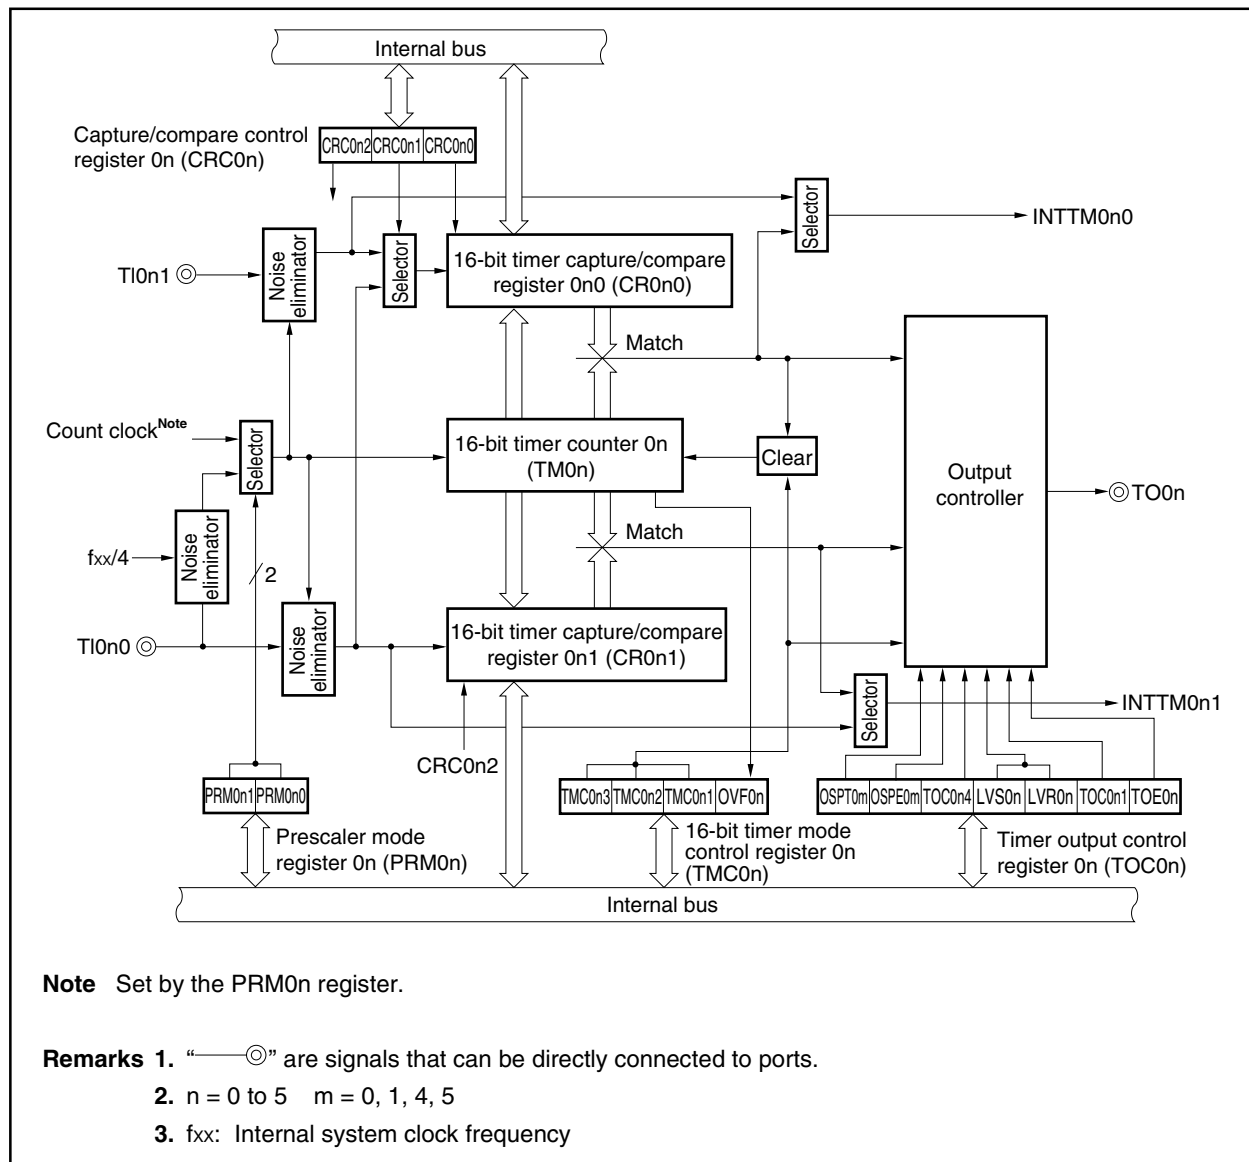 Internal bus
Capture/compare control
register 0n (CRC0n)
CRC0n2 CRC0n1 CRC0n0
Selector
INTTM0n0
TI0n1
Noise
eliminator
Selector
16-bit timer capture/compare
register 0n0 (CR0n0)
Match
Count clockNote
Selector
16-bit timer counter 0n
(TM0n)
Clear
Output
controller
TO0n
fxx/4
Noise
eliminator
2
Match
TI0n0
Noise
eliminator
16-bit timer capture/compare
register 0n1 (CR0n1)
Selector
INTTM0n1
CRC0n2
PRM0n1 PRM0n0
TMC0n3 TMC0n2 TMC0n1 OVF0n
OSPT0m OSPE0m TOC0n4 LVS0n LVR0n TOC0n1 TOE0n
Prescaler mode
register 0n (PRM0n)
16-bit timer mode
control register 0n
(TMC0n)
Timer output control
register 0n (TOC0n)
Internal bus
Note Set by the PRM0n register.
Remarks 1. “ ” are signals that can be directly connected to ports.
2. n = 0 to 5 m = 0, 1, 4, 5
3. fxx: Internal system clock frequency